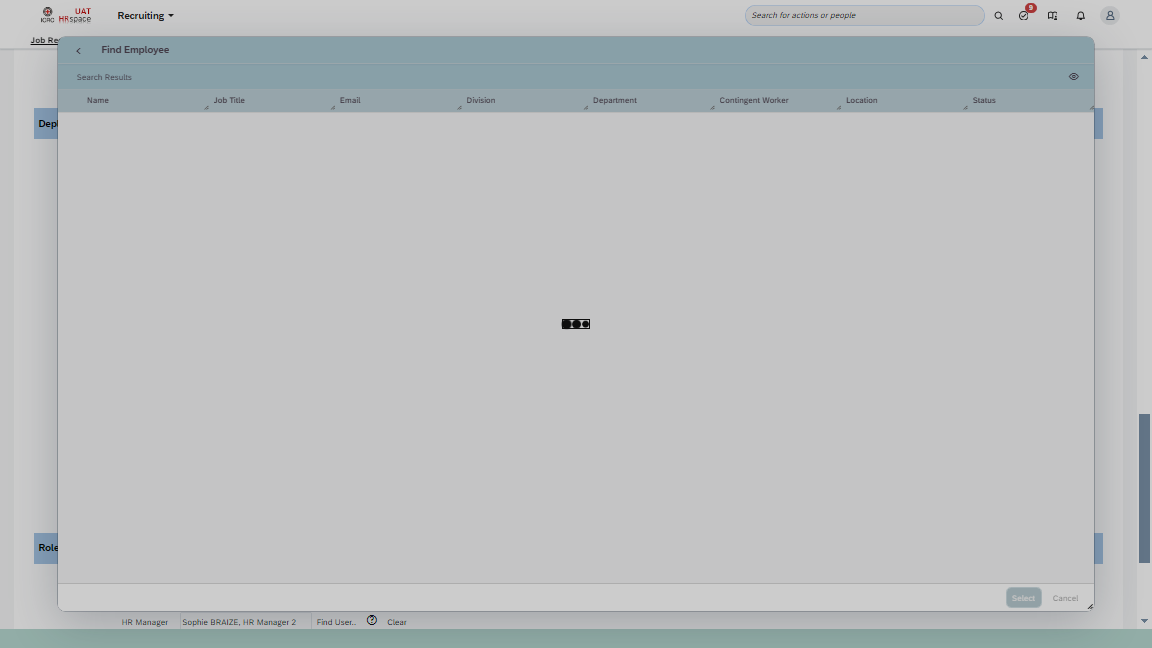 ICRC
UAT
HRspace
Recruiting
Search for actions or people
9
Job Re
Find Employee
Search Results
Name Job Title Email Division Department Contingent Worker Location Status
Depl
Role
Select Cancel
HR Manager Sophie BRAIZE, HR Manager 2 Find User.. ? Clear